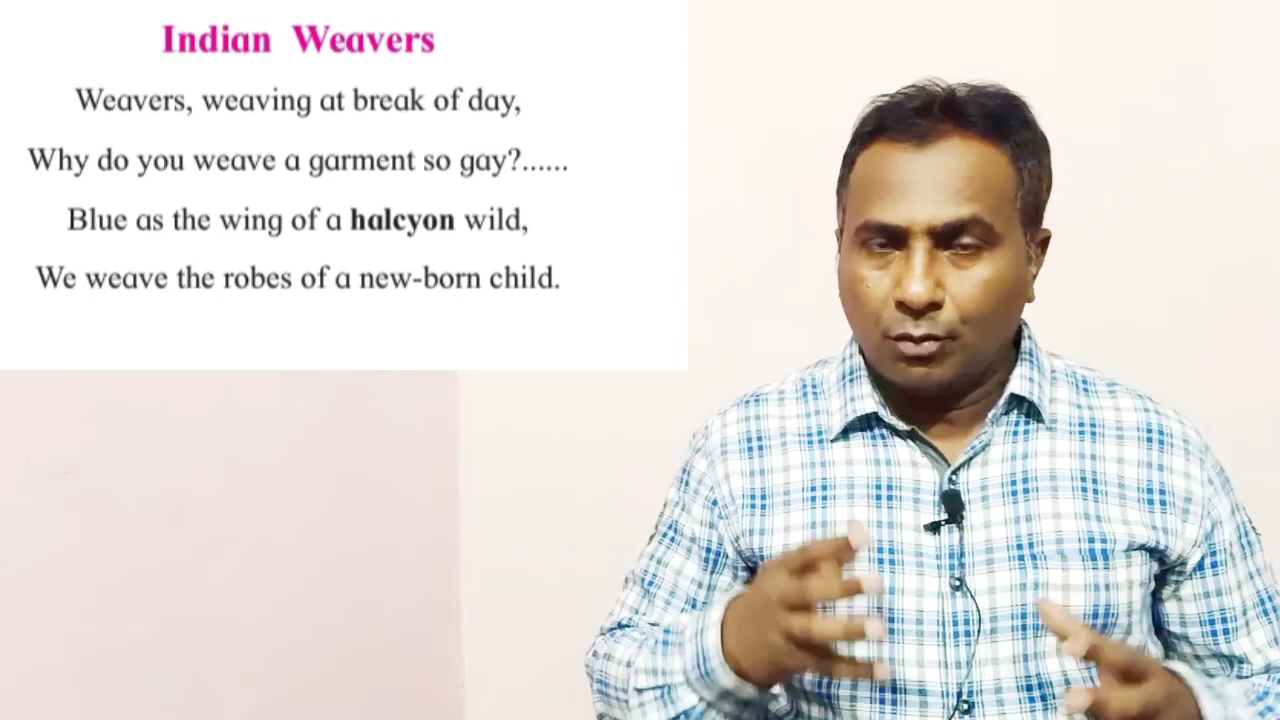 Indian Weavers
Weavers, weaving at break of day,
Why do you weave a garment so gay?......
Blue as the wing of a halcyon wild,
We weave the robes of a new-born child.